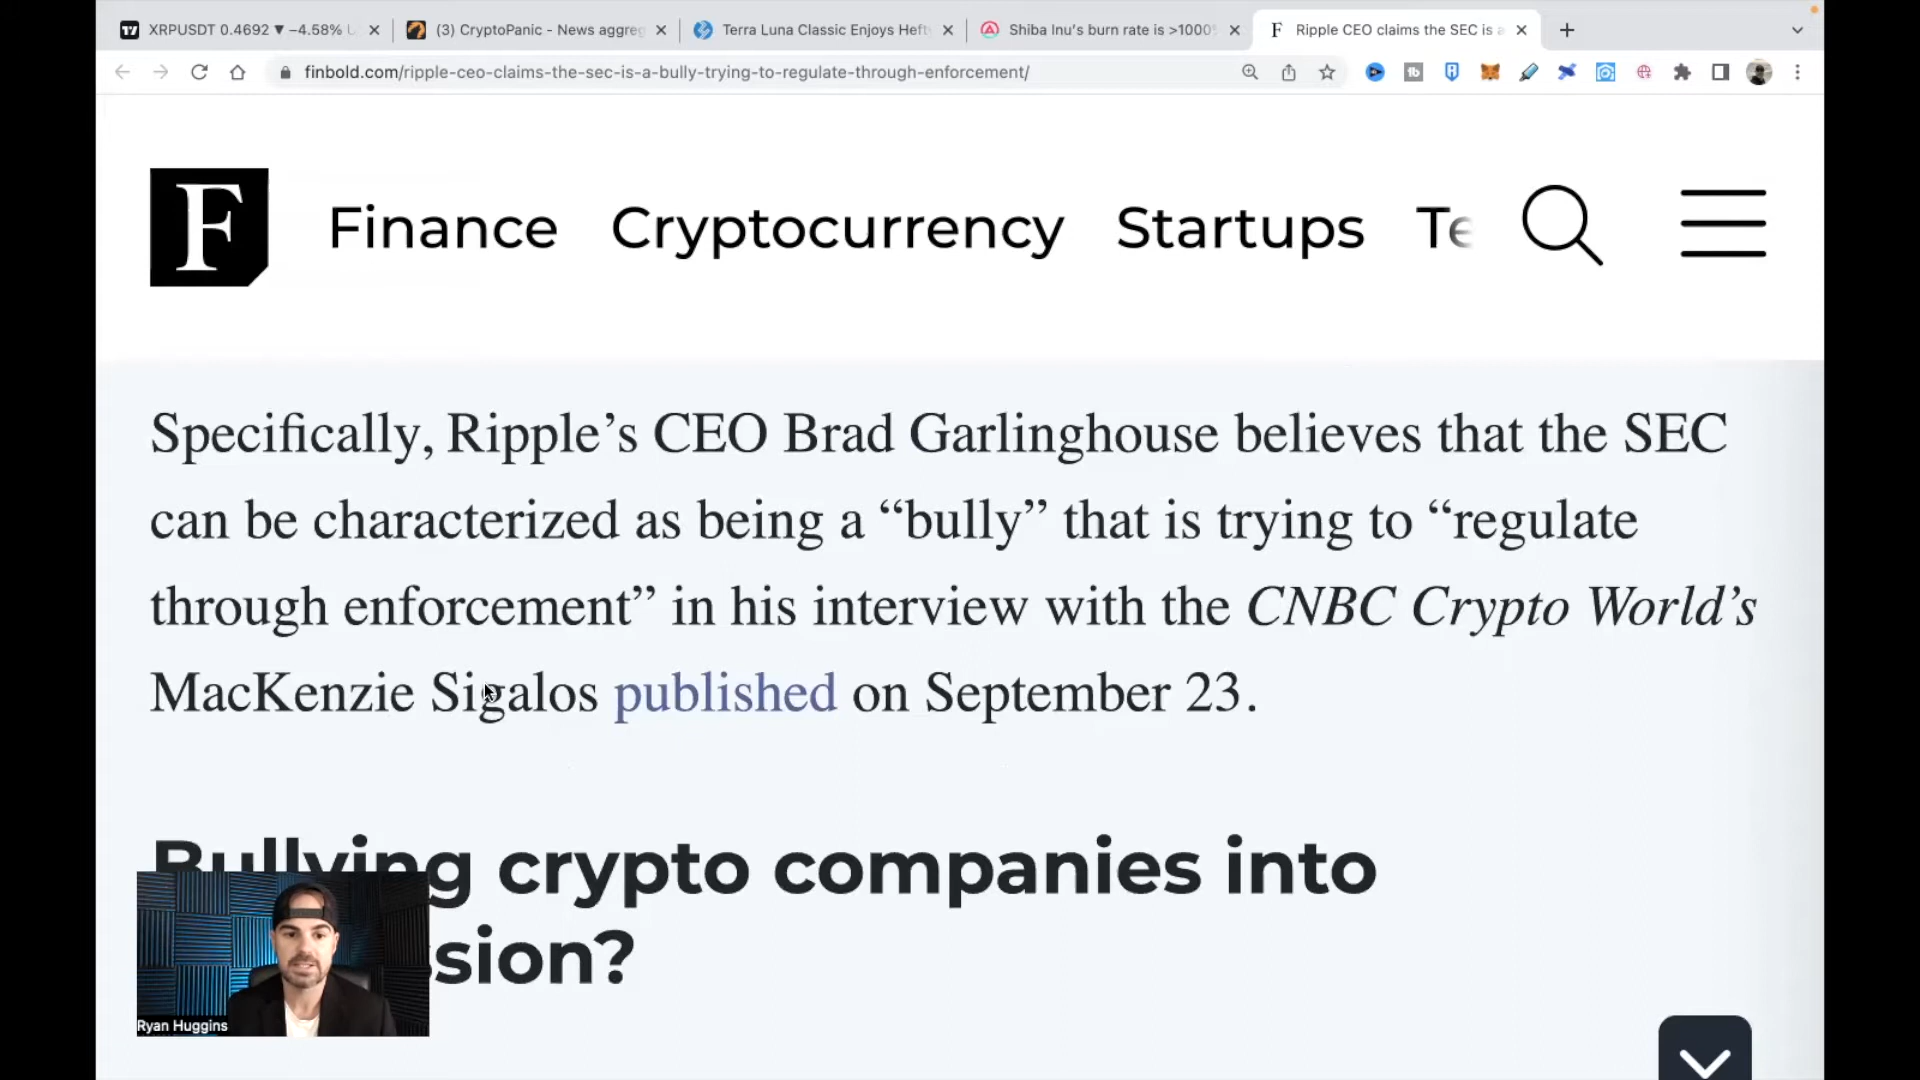 XRPUSDT 0.4692 ▼ −4.58% U
(3) CryptoPanic - News aggreg
Terra Luna Classic Enjoys Heft
Shiba Inu's burn rate is >1000%
Ripple CEO claims the SEC is a
finbold.com/ripple-ceo-claims-the-sec-is-a-bully-trying-to-regulate-through-enforcement/
F
Finance Cryptocurrency Startups Te
Specifically, Ripple’s CEO Brad Garlinghouse believes that the SEC
can be characterized as being a “bully” that is trying to “regulate
through enforcement” in his interview with the CNBC Crypto World’s
MacKenzie Sigalos published on September 23.
Bullying crypto companies into
ssion?
Ryan Huggins